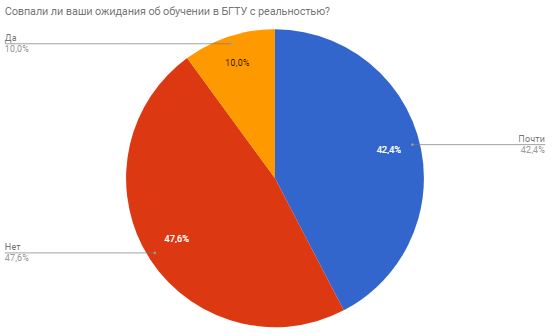 Совпали ли ваши ожидания об обучении в БГТУ с реальностью?
Да
10,0%
10,0%
Почти
42,4%
42,4%
47,6%
Нет
47,6%